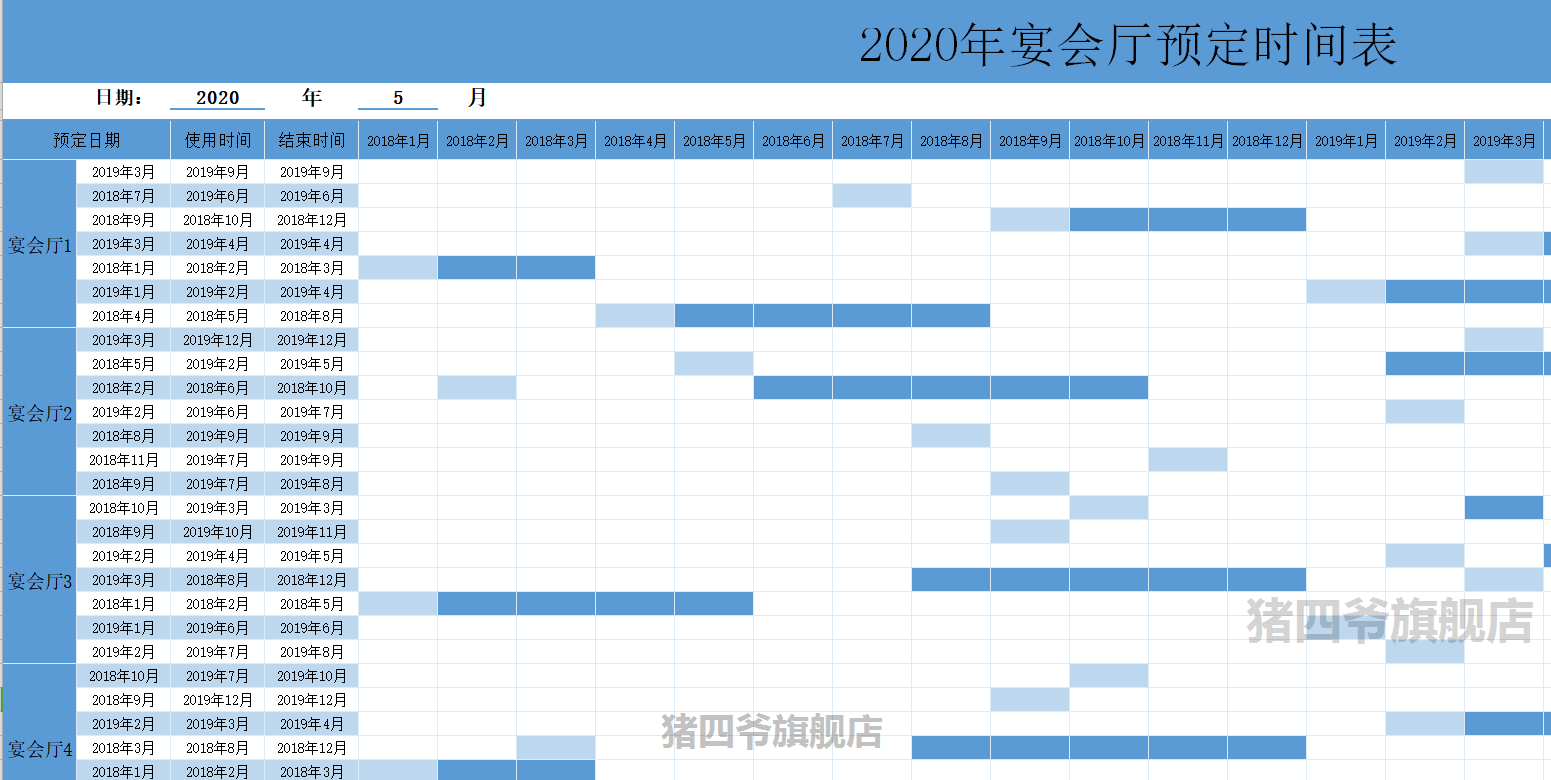 2020年宴会厅预定时间表
日期： 2020 年 5 月
预定日期 使用时间 结束时间 2018年1月 2018年2月 2018年3月 2018年4月 2018年5月 2018年6月 2018年7月 2018年8月 2018年9月 2018年10月 2018年11月 2018年12月 2019年1月 2019年2月 2019年3月
2019年3月 2019年9月 2019年9月
2018年7月 2019年6月 2019年6月
2018年9月 2018年10月 2018年12月
宴会厅1 2019年3月 2019年4月 2019年4月
2018年1月 2018年2月 2018年3月
2019年1月 2019年2月 2019年4月
2018年4月 2018年5月 2018年8月
2019年3月 2019年12月 2019年12月
2018年5月 2019年2月 2019年5月
2018年2月 2018年6月 2018年10月
宴会厅2 2019年2月 2019年6月 2019年7月
2018年8月 2019年9月 2019年9月
2018年11月 2019年7月 2019年9月
2018年9月 2019年7月 2019年8月
2018年10月 2019年3月 2019年3月
2018年9月 2019年10月 2019年11月
2019年2月 2019年4月 2019年5月
宴会厅3 2019年3月 2018年8月 2018年12月
2018年1月 2018年2月 2018年5月
2019年1月 2019年6月 2019年6月
猪四爷旗舰店
2019年2月 2019年7月 2019年8月
2018年10月 2019年7月 2019年10月
2018年9月 2019年12月 2019年12月
2019年2月 2019年3月 2019年4月
猪四爷旗舰店
宴会厅4 2018年3月 2018年8月 2018年12月
2018年1月 2018年2月 2018年3月